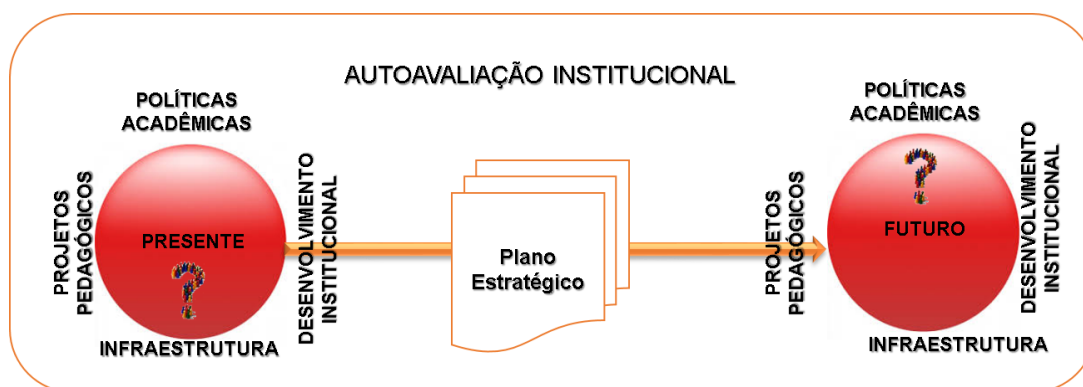 AUTOAVALIAÇÃO INSTITUCIONAL
POLÍTICAS
ACADÊMICAS
PROJETOS
PEDAGÓGICOS
PRESENTE
?
DESENVOLVIMENTO
INSTITUCIONAL
INFRAESTRUTURA
Plano
Estratégico
POLÍTICAS
ACADÊMICAS
PROJETOS
PEDAGÓGICOS
?
FUTURO
DESENVOLVIMENTO
INSTITUCIONAL
INFRAESTRUTURA